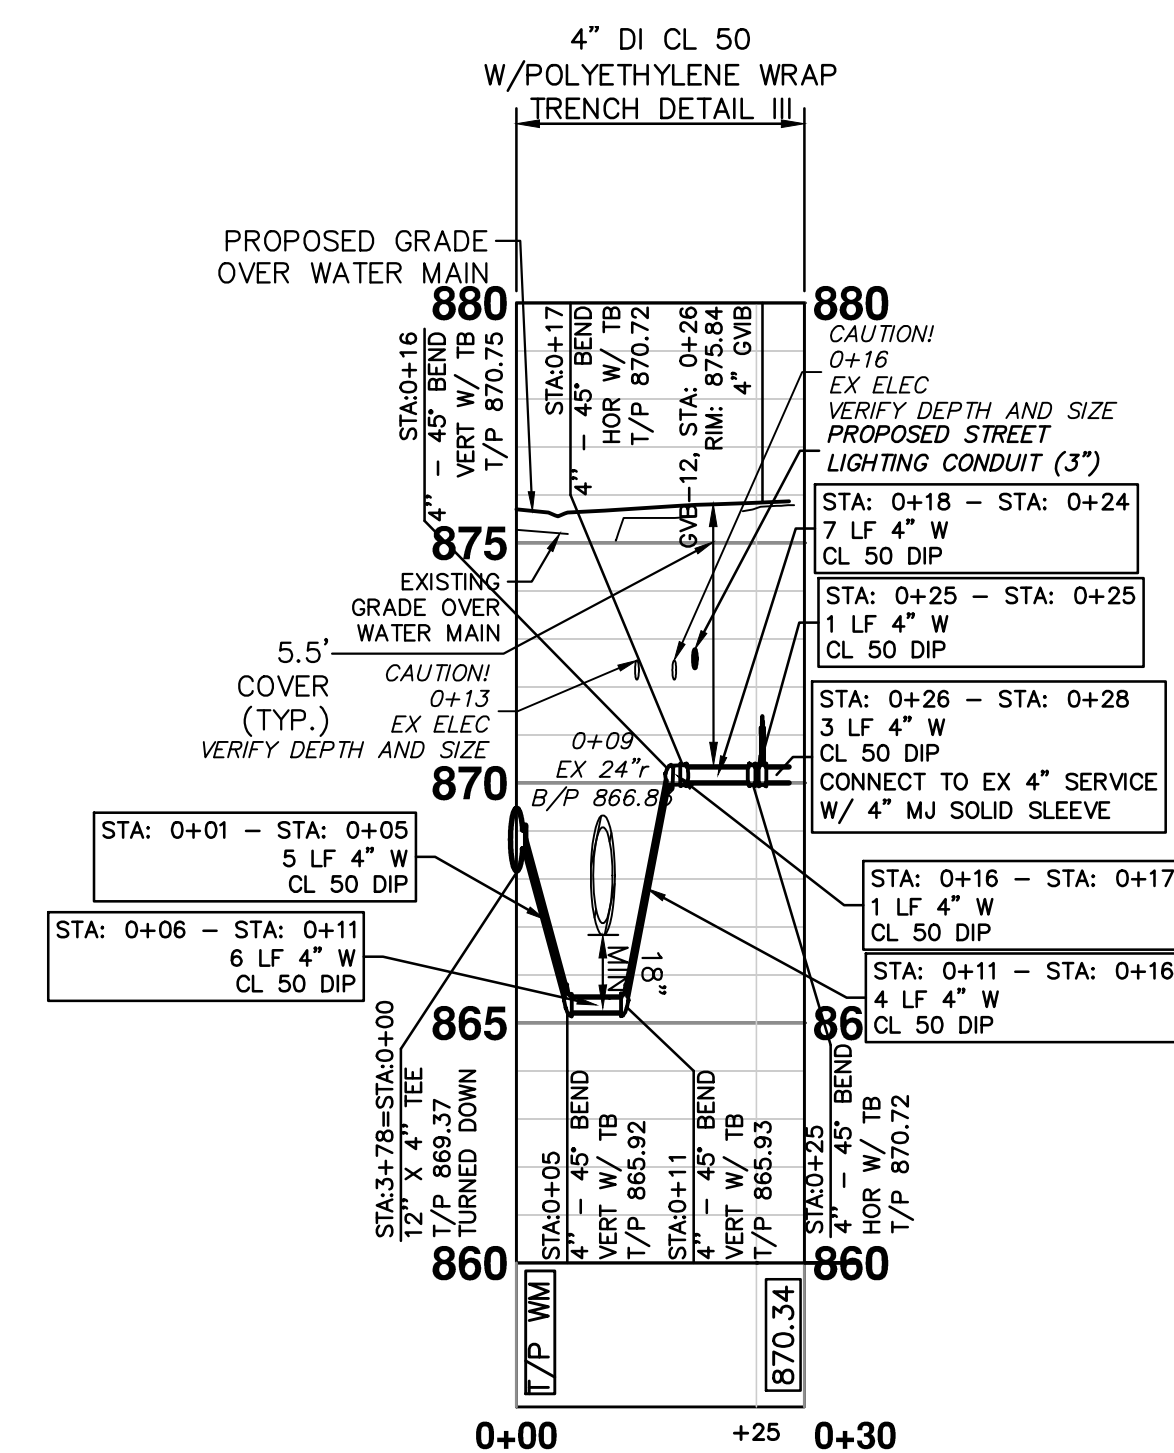 4” DI CL 50
W/POLYETHYLENE WRAP
TRENCH DETAIL III
PROPOSED GRADE
OVER WATER MAIN
880
880
STA:0+16
4” – 45° BEND
VERT W/ TB
T/P 870.75
STA:0+17
4” – 45° BEND
HOR W/ TB
T/P 870.72
GVB–12, STA: 0+26
RIM: 875.84
4” GVIB
CAUTION!
0+16
EX ELEC
VERIFY DEPTH AND SIZE
PROPOSED STREET
LIGHTING CONDUIT (3”)
STA: 0+18 – STA: 0+24
7 LF 4” W
CL 50 DIP
875
EXISTING
GRADE OVER
WATER MAIN
STA: 0+25 – STA: 0+25
1 LF 4” W
CL 50 DIP
5.5’
COVER
(TYP.)
CAUTION!
0+13
EX ELEC
VERIFY DEPTH AND SIZE
STA: 0+26 – STA: 0+28
3 LF 4” W
CL 50 DIP
CONNECT TO EX 4” SERVICE
W/ 4” MJ SOLID SLEEVE
0+09
EX 24”r
B/P 866.86
870
STA: 0+01 – STA: 0+05
5 LF 4” W
CL 50 DIP
STA: 0+16 – STA: 0+17
1 LF 4” W
CL 50 DIP
STA: 0+06 – STA: 0+11
6 LF 4” W
CL 50 DIP
18”
MIN
STA: 0+11 – STA: 0+16
4 LF 4” W
CL 50 DIP
865
86
STA:3+78=STA:0+00
12” X 4” TEE
T/P 869.37
TURNED DOWN
STA:0+05
4” – 45° BEND
VERT W/ TB
T/P 865.92
STA:0+11
4” – 45° BEND
VERT W/ TB
T/P 865.93
STA:0+25
4” – 45° BEND
HOR W/ TB
T/P 870.72
860
860
T/P WM
870.34
0+00
+25
0+30